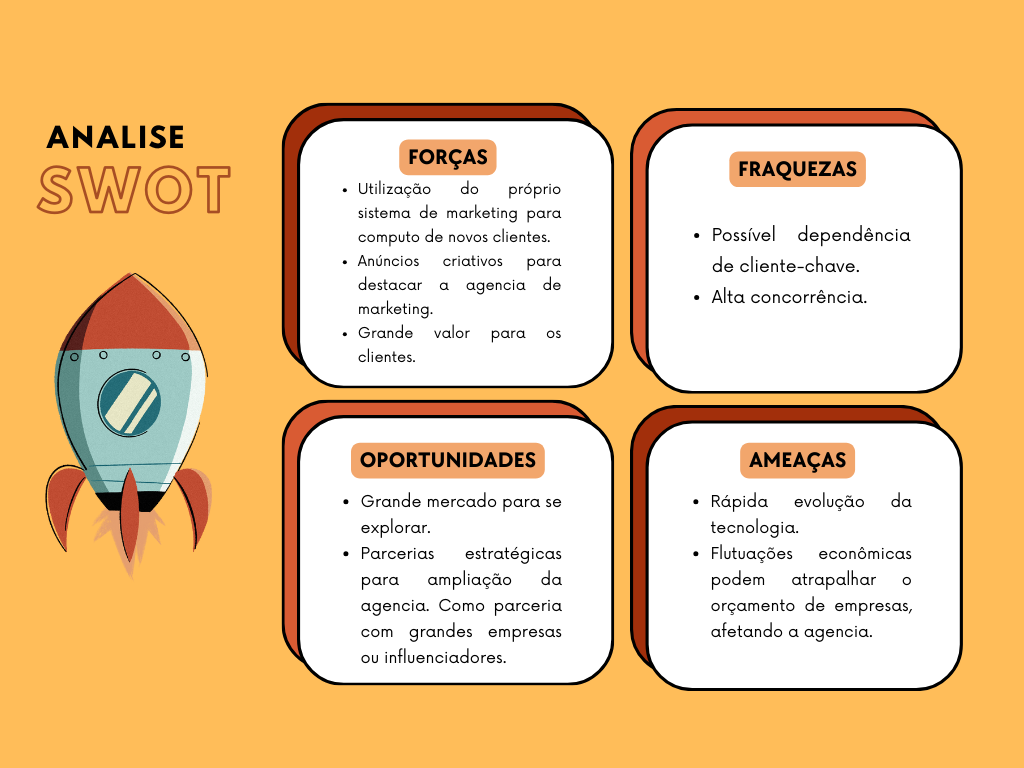 ANALISE
SWOT
FORÇAS
• Utilização do próprio
sistema de marketing para
computo de novos clientes.
• Anúncios criativos para
destacar a agencia de
marketing.
• Grande valor para os
clientes.
FRAQUEZAS
• Possível dependência
de cliente-chave.
• Alta concorrência.
OPORTUNIDADES
• Grande mercado para se
explorar.
• Parcerias estratégicas
para ampliação da
agencia. Como parceria
com grandes empresas
ou influenciadores.
AMEAÇAS
• Rápida evolução da
tecnologia.
• Flutuações econômicas
podem atrapalhar o
orçamento de empresas,
afetando a agencia.